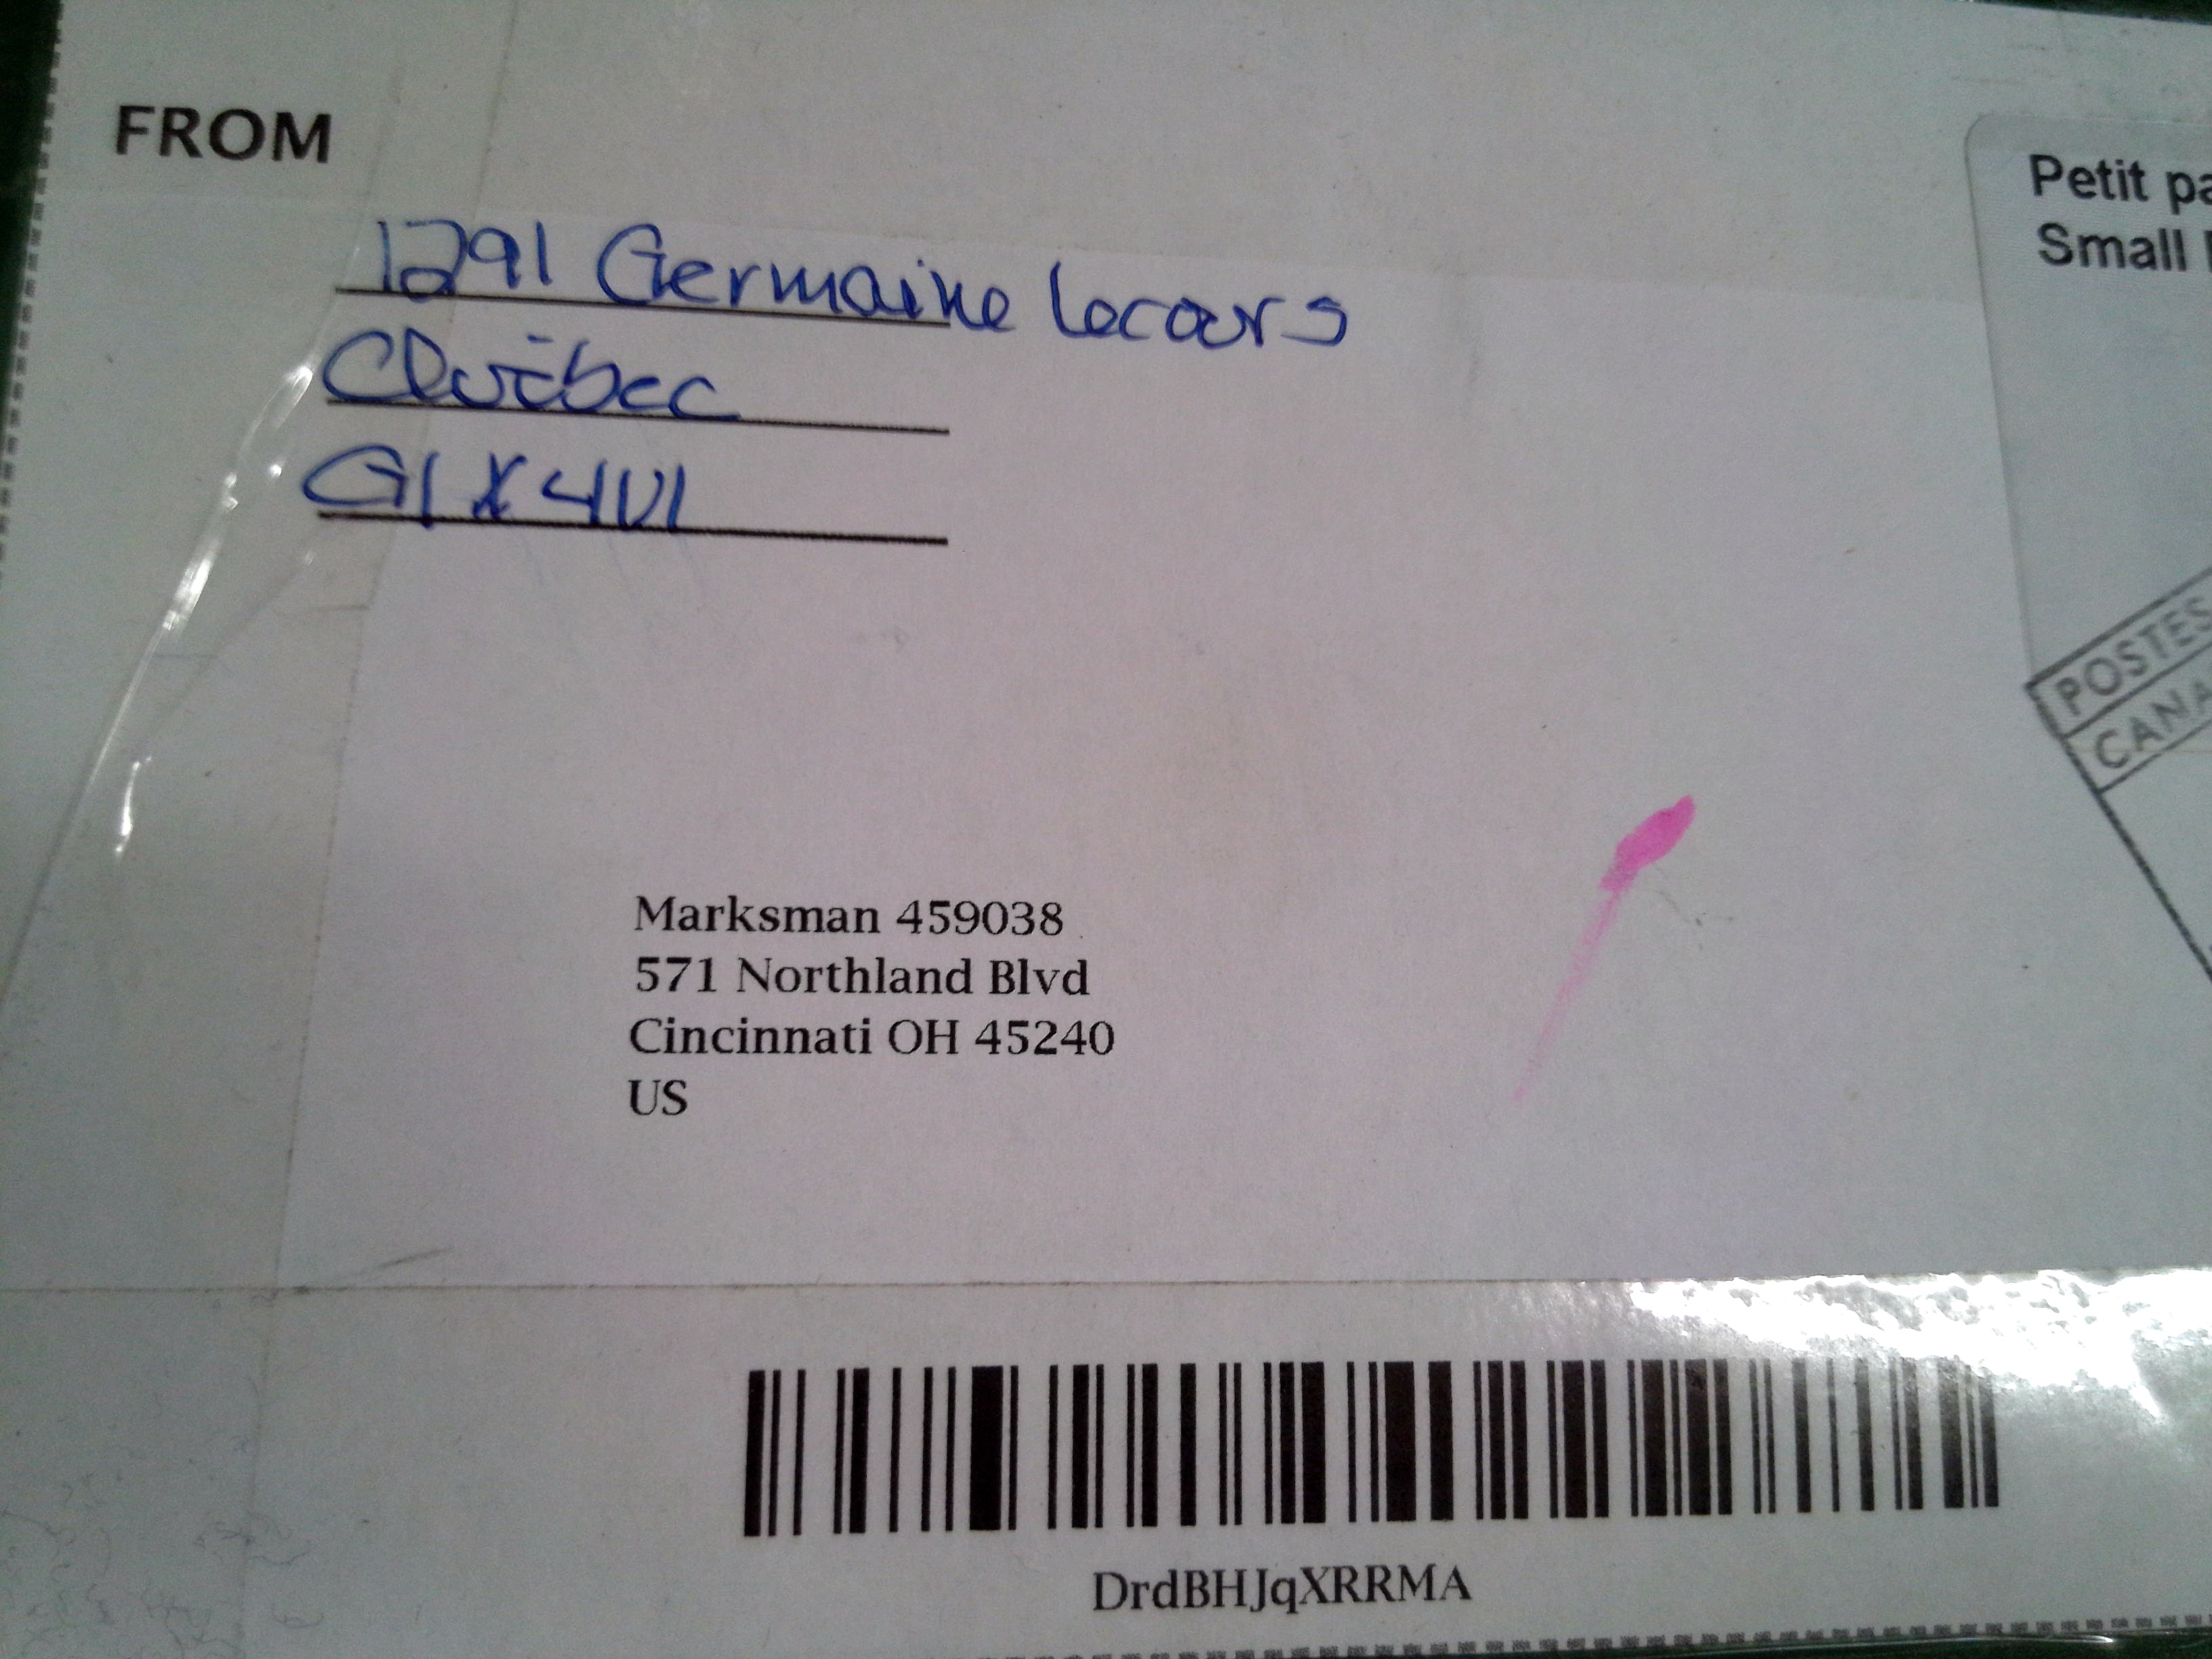 FROM
1291 Germaine Lecours
Québec
G1X 4V1
Petit pa
Small
POSTES
CANA
Marksman 459038
571 Northland Blvd
Cincinnati OH 45240
US
DrdBHJqXRRMA